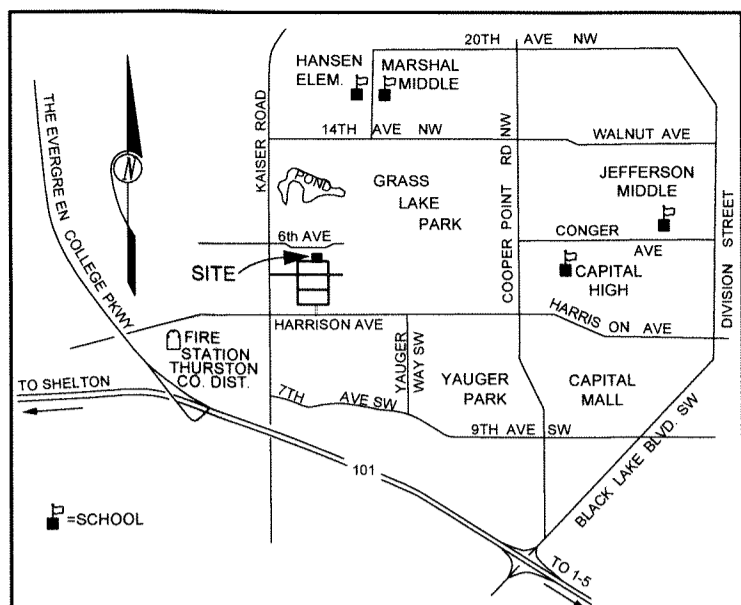 20TH AVE NW
HANSEN ELEM.
MARSHAL MIDDLE
THE EVERGRE EN COLLEGE PKWY
N
KAISER ROAD
14TH AVE NW
COOPER POINT RD NW
WALNUT AVE
POND
GRASS LAKE PARK
JEFFERSON MIDDLE
6th AVE
CONGER AVE
DIVISION STREET
SITE
CAPITAL HIGH
HARRISON AVE
HARRIS ON AVE
FIRE STATION THURSTON CO. DIST.
YAUGER WAY SW
TO SHELTON
7TH AVE SW
YAUGER PARK
CAPITAL MALL
9TH AVE SW
101
BLACK LAKE BLVD. SW
=SCHOOL
TO 1-5